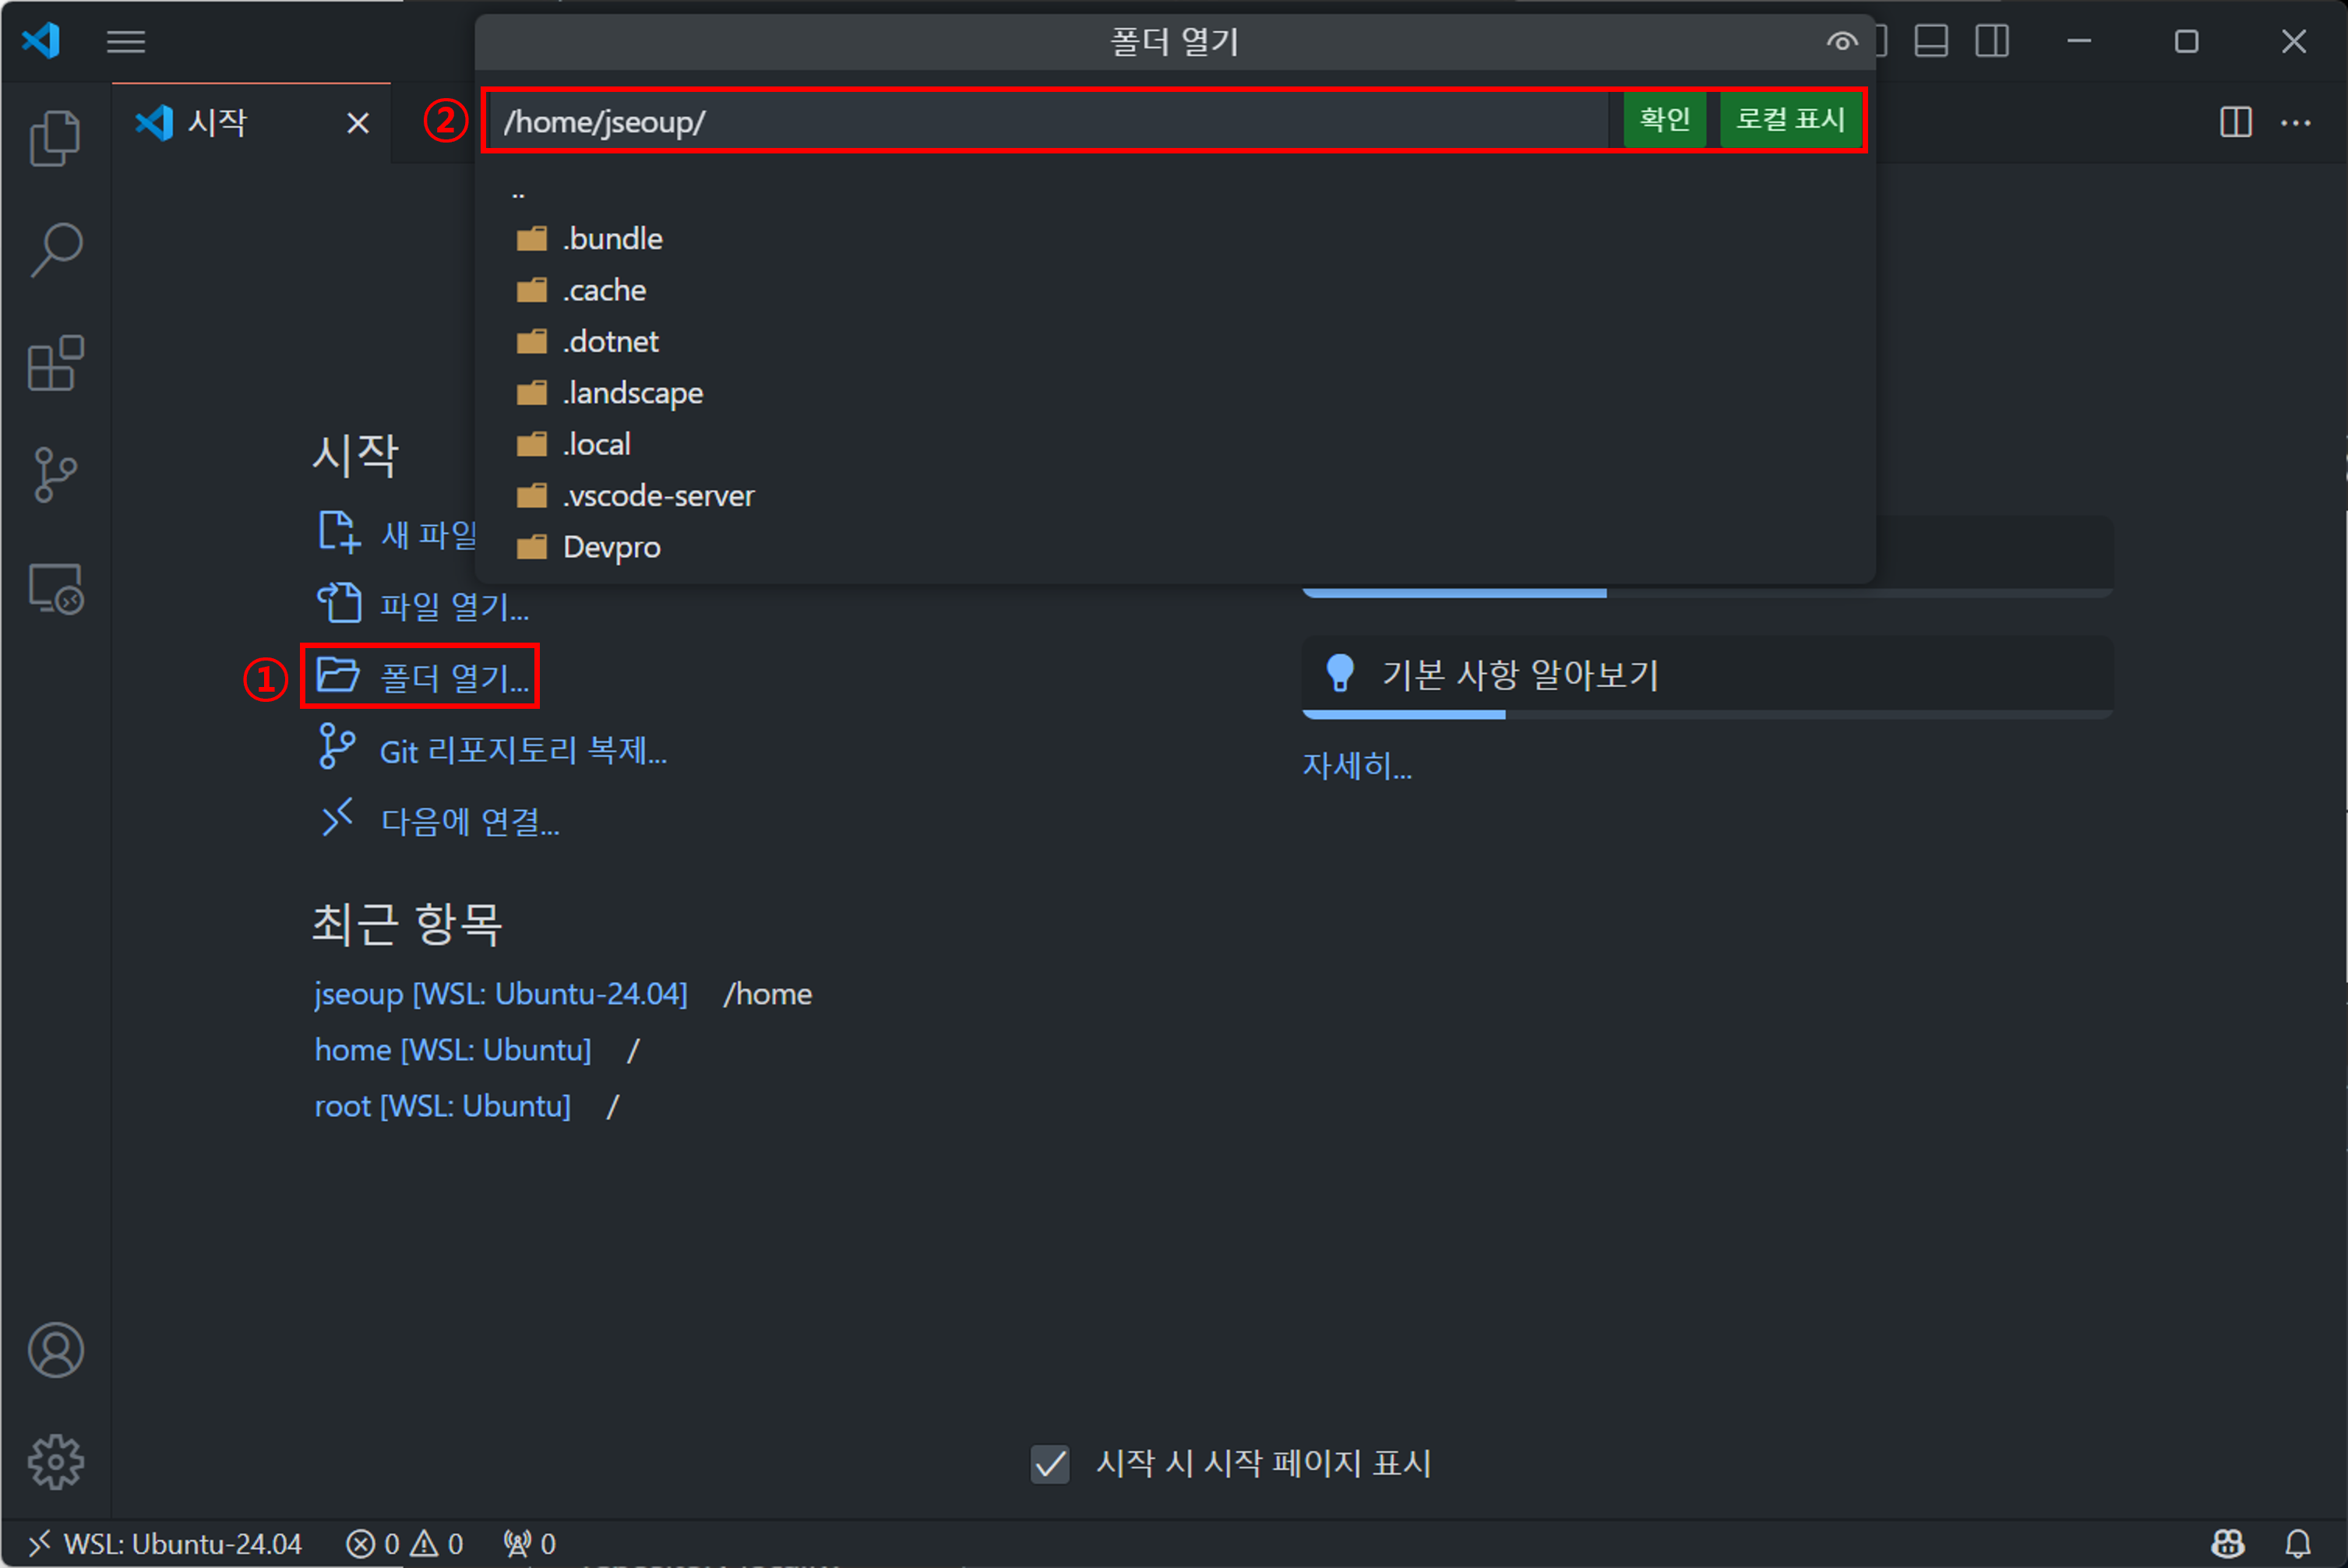 폴더 열기
시작
② /home/jseoup/ 확인 로컬 표시
..
.bundle
.cache
.dotnet
.landscape
.local
.vscode-server
Devpro
시작
새 파일
파일 열기...
① 폴더 열기...
Git 리포지토리 복제...
다음에 연결...
기본 사항 알아보기
자세히...
최근 항목
jseoup [WSL: Ubuntu-24.04] /home
home [WSL: Ubuntu] /
root [WSL: Ubuntu] /
시작 시 시작 페이지 표시
WSL: Ubuntu-24.04 0 0 0